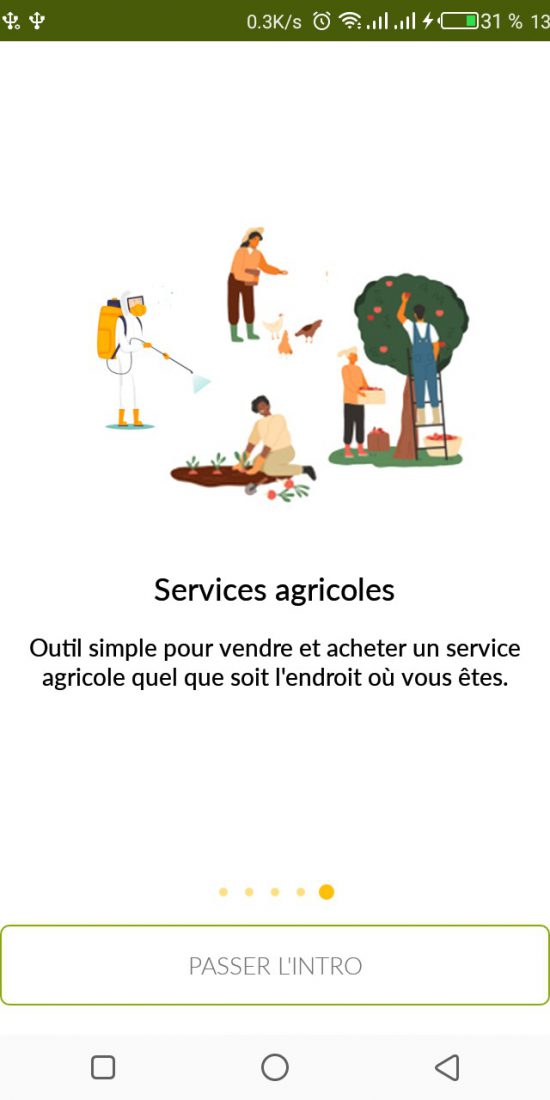 0.3K/s 31 % 13
Services agricoles
Outil simple pour vendre et acheter un service
agricole quel que soit l'endroit où vous êtes.
PASSER L'INTRO